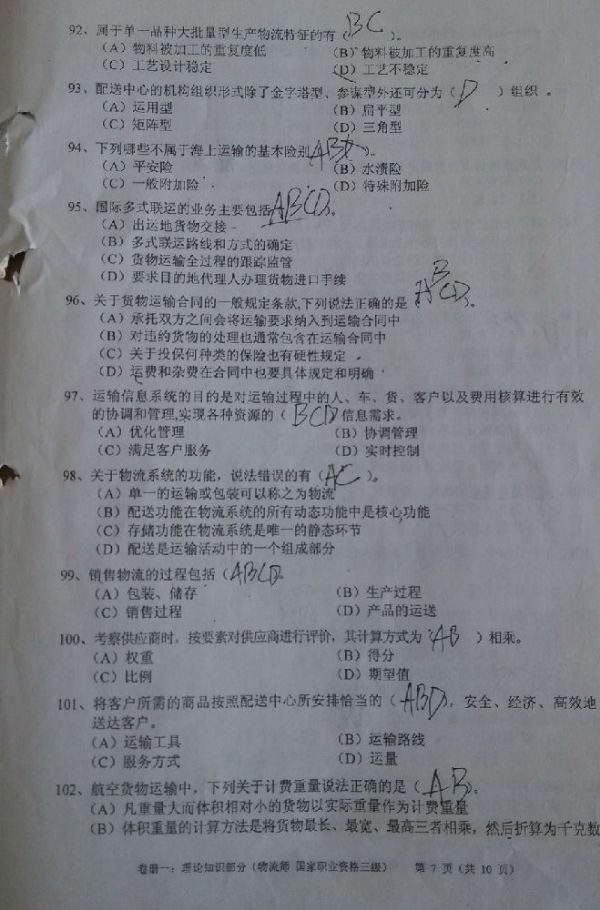 92、属于单一品种大批量型生产物流特征的有（BC）。
（A）物料被加工的重复度低 （B）物料被加工的重复度高
（C）工艺设计稳定 （D）工艺不稳定
93、配送中心的机构组织形式除了金字塔型、参谋型外还可分为（D ）组织 。
（A）运用型 （B）扁平型
（C）矩阵型 （D）三角型
94、下列哪些不属于海上运输的基本险别 AB 。
（A）平安险 （B）水渍险
（C）一般附加险 （D）特殊附加险
95、国际多式联运的业务主要包括ABCD。
（A）出运地货物交接
（B）多式联运路线和方式的确定
（C）货物运输全过程的跟踪监管
（D）要求目的地代理人办理货物进口手续
96、关于货物运输合同的一般规定条款,下列说法正确的是（ABCD）。
（A）承托双方之间会将运输要求纳入到运输合同中
（B）对违约货物的处理也通常包含在运输合同中
（C）关于投保何种类的保险也有硬性规定
（D）运费和杂费在合同中也要具体规定和明确
97、运输信息系统的目的是对运输过程中的人、车、货、客户以及费用核算进行有效
的协调和管理,实现各种资源的（BCD）信息需求。
（A）优化管理 （B）协调管理
（C）满足客户服务 （D）实时控制
98、关于物流系统的功能，说法错误的有（AC）。
（A）单一的运输或包装可以称之为物流
（B）配送功能在物流系统的所有动态功能中是核心功能
（C）存储功能在物流系统是唯一的静态环节
（D）配送是运输活动中的一个组成部分
99、销售物流的过程包括（ABCD）。
（A）包装、储存 （B）生产过程
（C）销售过程 （D）产品的运送
100、考察供应商时，按要素对供应商进行评价，其计算方式为（AB ）相乘。
（A）权重 （B）得分
（C）比例 （D）期望值
101、将客户所需的商品按照配送中心所安排恰当的（ABD），安全、经济、高效地
送达客户。
（A）运输工具 （B）运输路线
（C）服务方式 （D）运量
102、航空货物运输中，下列关于计费重量说法正确的是（AB）。
（A）凡重量大而体积相对小的货物以实际重量作为计费重量
（B）体积重量的计算方法是将货物最长、最宽、最高三者相乘，然后折算为千克数
卷册一：理论知识部分（物流师 国家职业资格三级） 第 7 页（共 10 页）